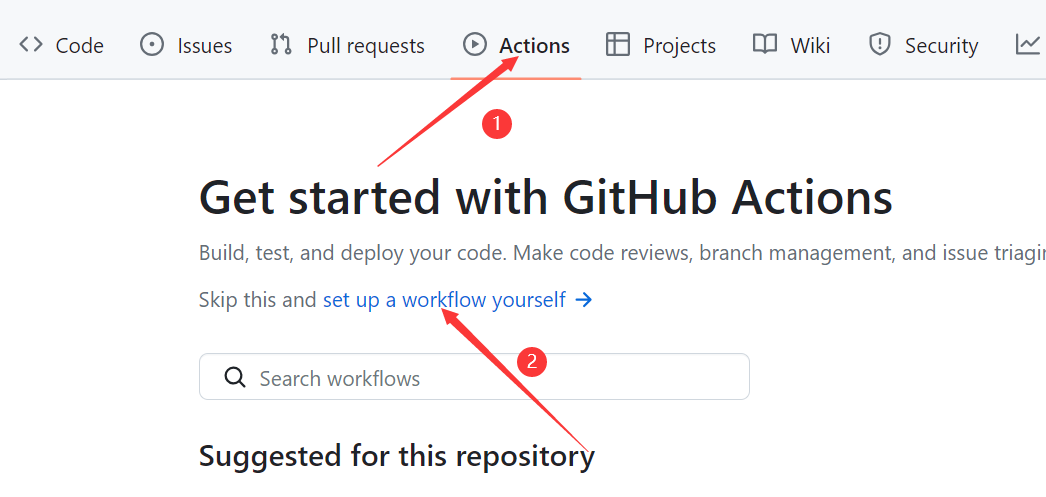 Code Issues Pull requests Actions Projects Wiki Security
1
Get started with GitHub Actions
Build, test, and deploy your code. Make code reviews, branch management, and issue
Skip this and set up a workflow yourself →
2
Search workflows
Suggested for this repository